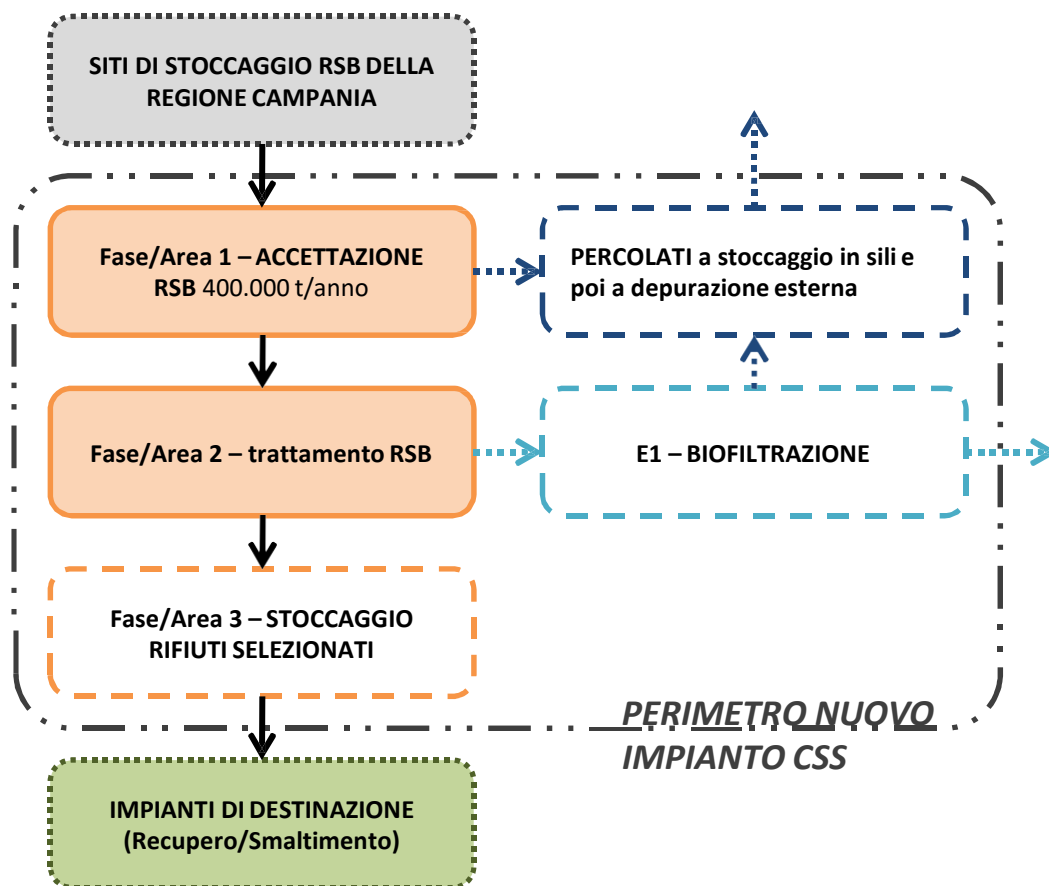 SITI DI STOCCAGGIO RSB DELLA
REGIONE CAMPANIA
Fase/Area 1 – ACCETTAZIONE
RSB 400.000 t/anno
PERCOLATI a stoccaggio in sili e
poi a depurazione esterna
Fase/Area 2 – trattamento RSB
E1 – BIOFILTRAZIONE
Fase/Area 3 – STOCCAGGIO
RIFIUTI SELEZIONATI
PERIMETRO NUOVO
IMPIANTO CSS
IMPIANTI DI DESTINAZIONE
(Recupero/Smaltimento)